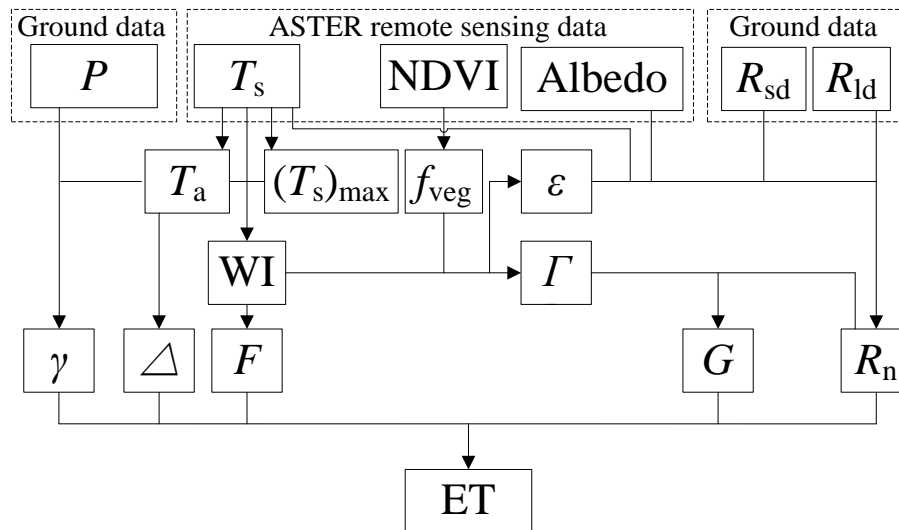 Ground data
ASTER remote sensing data
Ground data
P
Ts
NDVI
Albedo
Rsd
Rld
Ta
(Ts)max
fveg
ε
WI
Γ
γ
Δ
F
G
Rn
ET